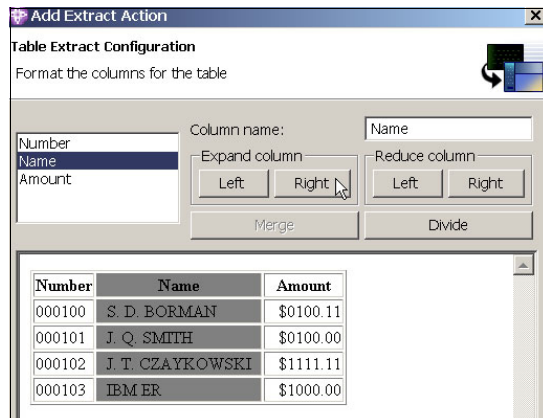 Add Extract Action
Table Extract Configuration
Format the columns for the table
Number
Name
Amount
Column name:
Name
Expand column
Left Right
Reduce column
Left Right
Merge
Divide
Number Name Amount
000100 S. D. BORMAN $0100.11
000101 J. Q. SMITH $0100.00
000102 J. T. CZAYKOWSKI $1111.11
000103 IBM ER $1000.00